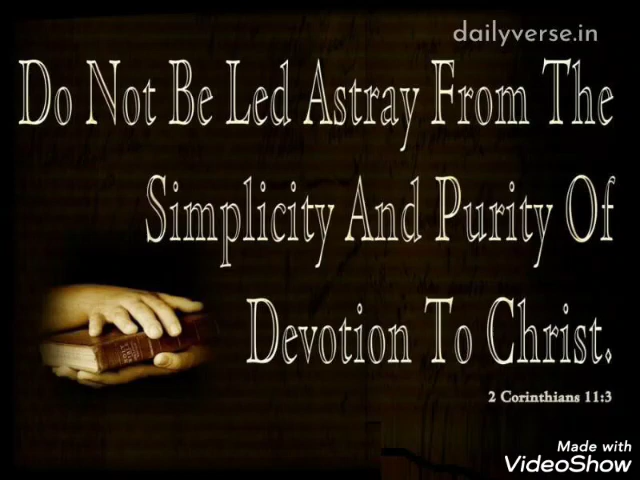 dailyverse.in
Do Not Be Led Astray From The
Simplicity And Purity Of
Devotion To Christ.
2 Corinthians 11:3
Made with
VideoShow